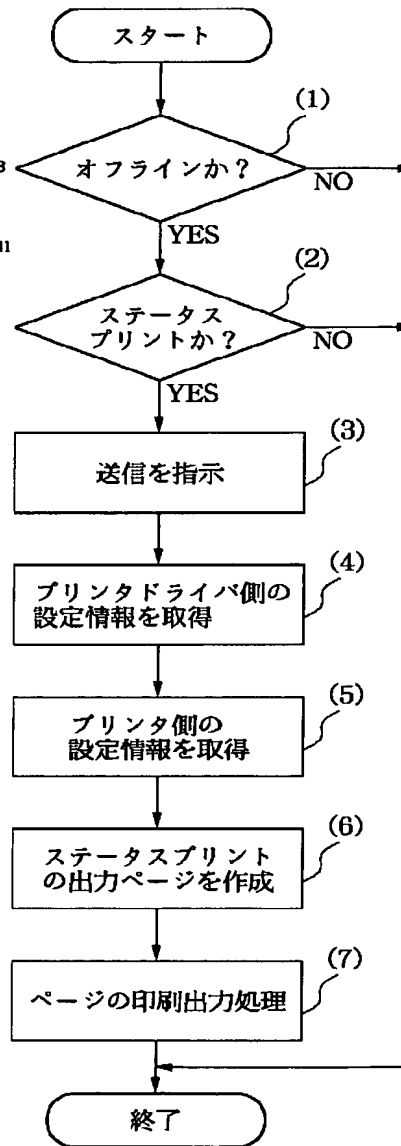 スタート
(1)
オフラインか？
NO
YES
(2)
ステータス
プリントか？
NO
YES
(3)
送信を指示
(4)
プリンタドライバ側の
設定情報を取得
(5)
プリンタ側の
設定情報を取得
(6)
ステータスプリント
の出力ページを作成
(7)
ページの印刷出力処理
終了